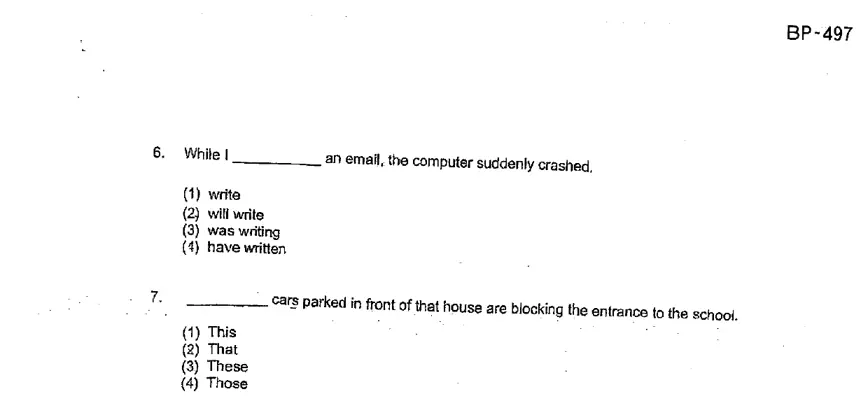 BP-497
6. While I __________ an email, the computer suddenly crashed.
(1) write
(2) will write
(3) was writing
(4) have written
7. __________ cars parked in front of that house are blocking the entrance to the school.
(1) This
(2) That
(3) These
(4) Those